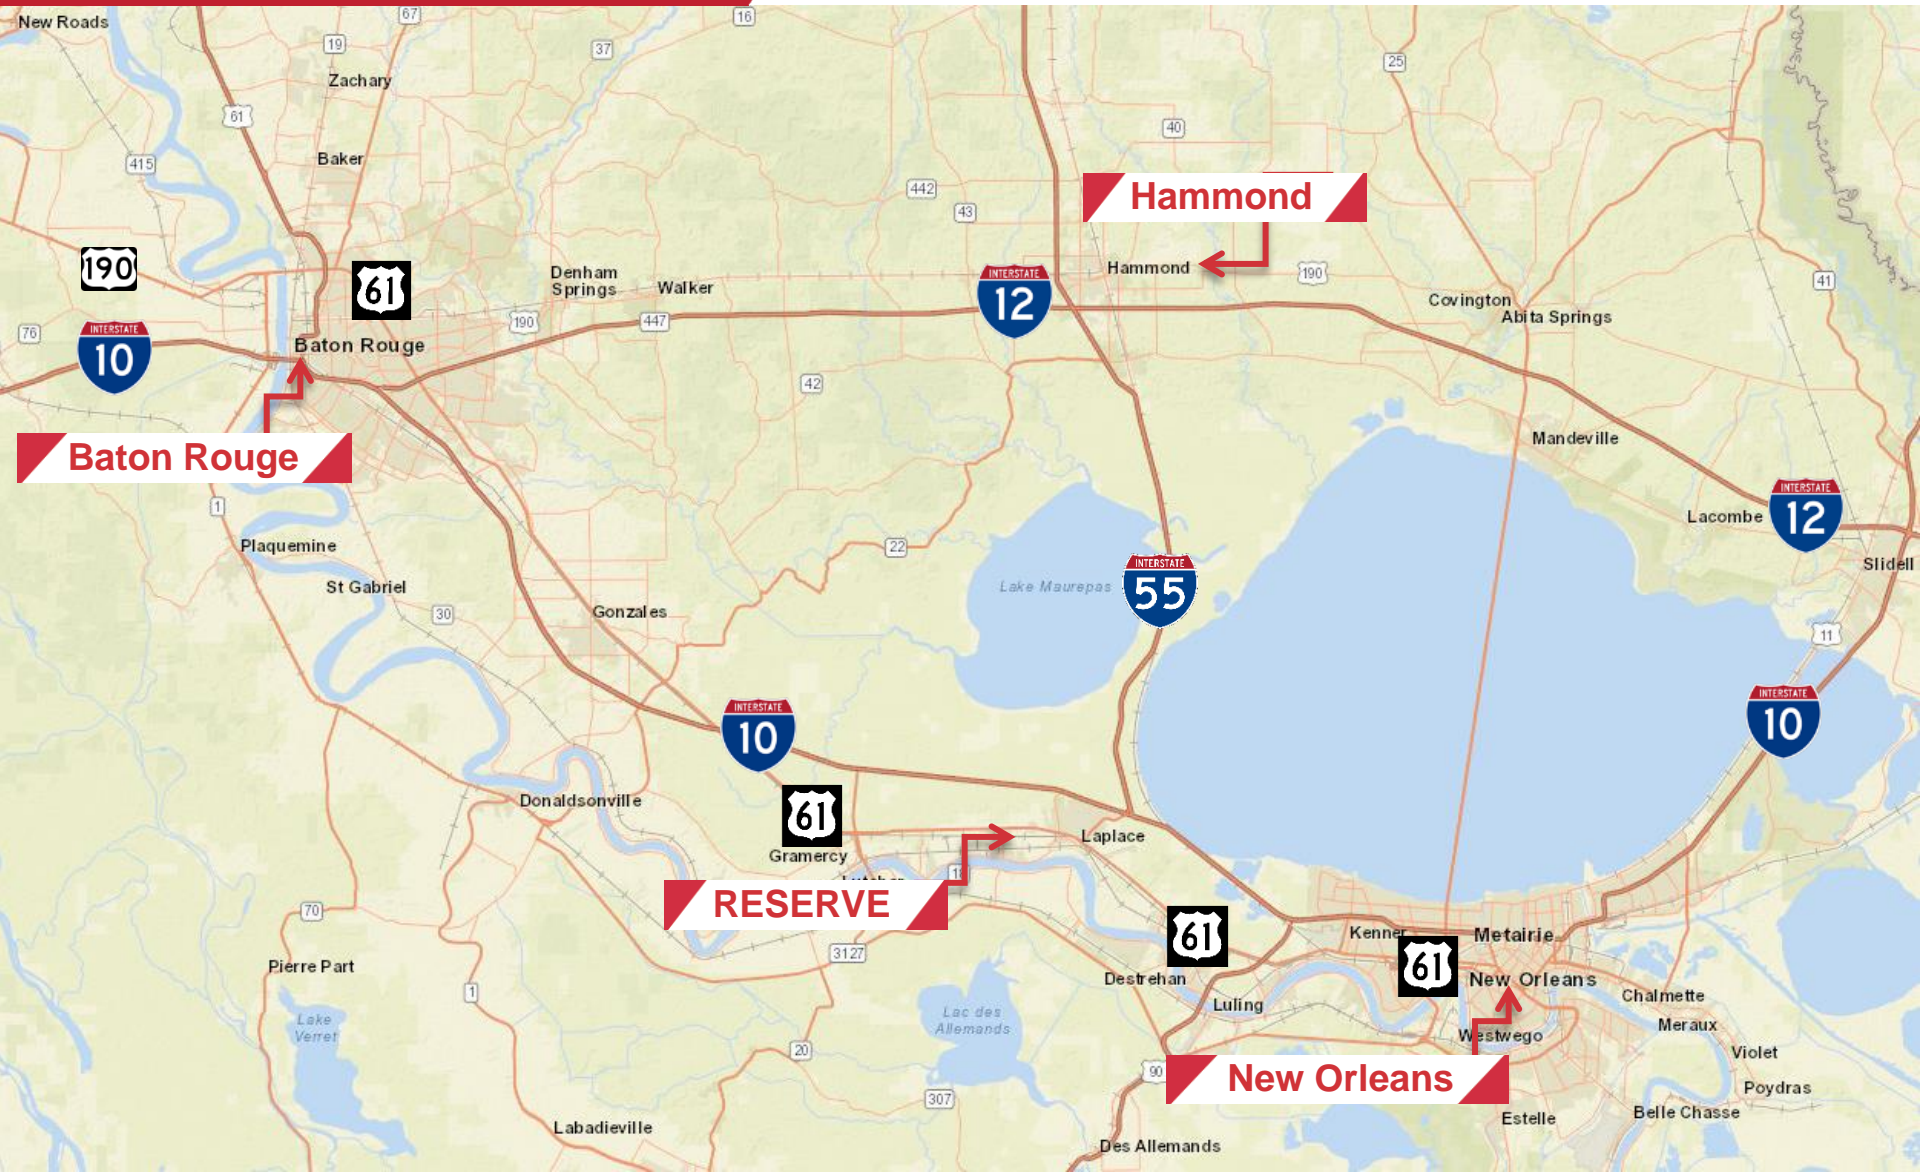 New Roads
67
16
19
37
25
Zachary
61
40
Baker
415
442
Hammond
43
190
61
Denham
Springs
Walker
INTERSTATE
12
Hammond
190
41
Covington
Abita Springs
76
INTERSTATE
10
190
447
Baton Rouge
42
Mandeville
Baton Rouge
1
INTERSTATE
12
Lacombe
Plaquemine
22
Slidell
St Gabriel
Lake Maurepas
INTERSTATE
55
30
Gonzales
11
INTERSTATE
10
INTERSTATE
10
Donaldsonville
61
Gramercy
Laplace
RESERVE
70
61
Kenner
Metairie
61
3127
Pierre Part
Destrehan
New Orleans
1
Luling
Chalmette
Lake
Verret
Lac des
Allemands
Meraux
Westwego
20
Violet
90
New Orleans
Poydras
307
Labadieville
Estelle
Belle Chasse
Des Allemands